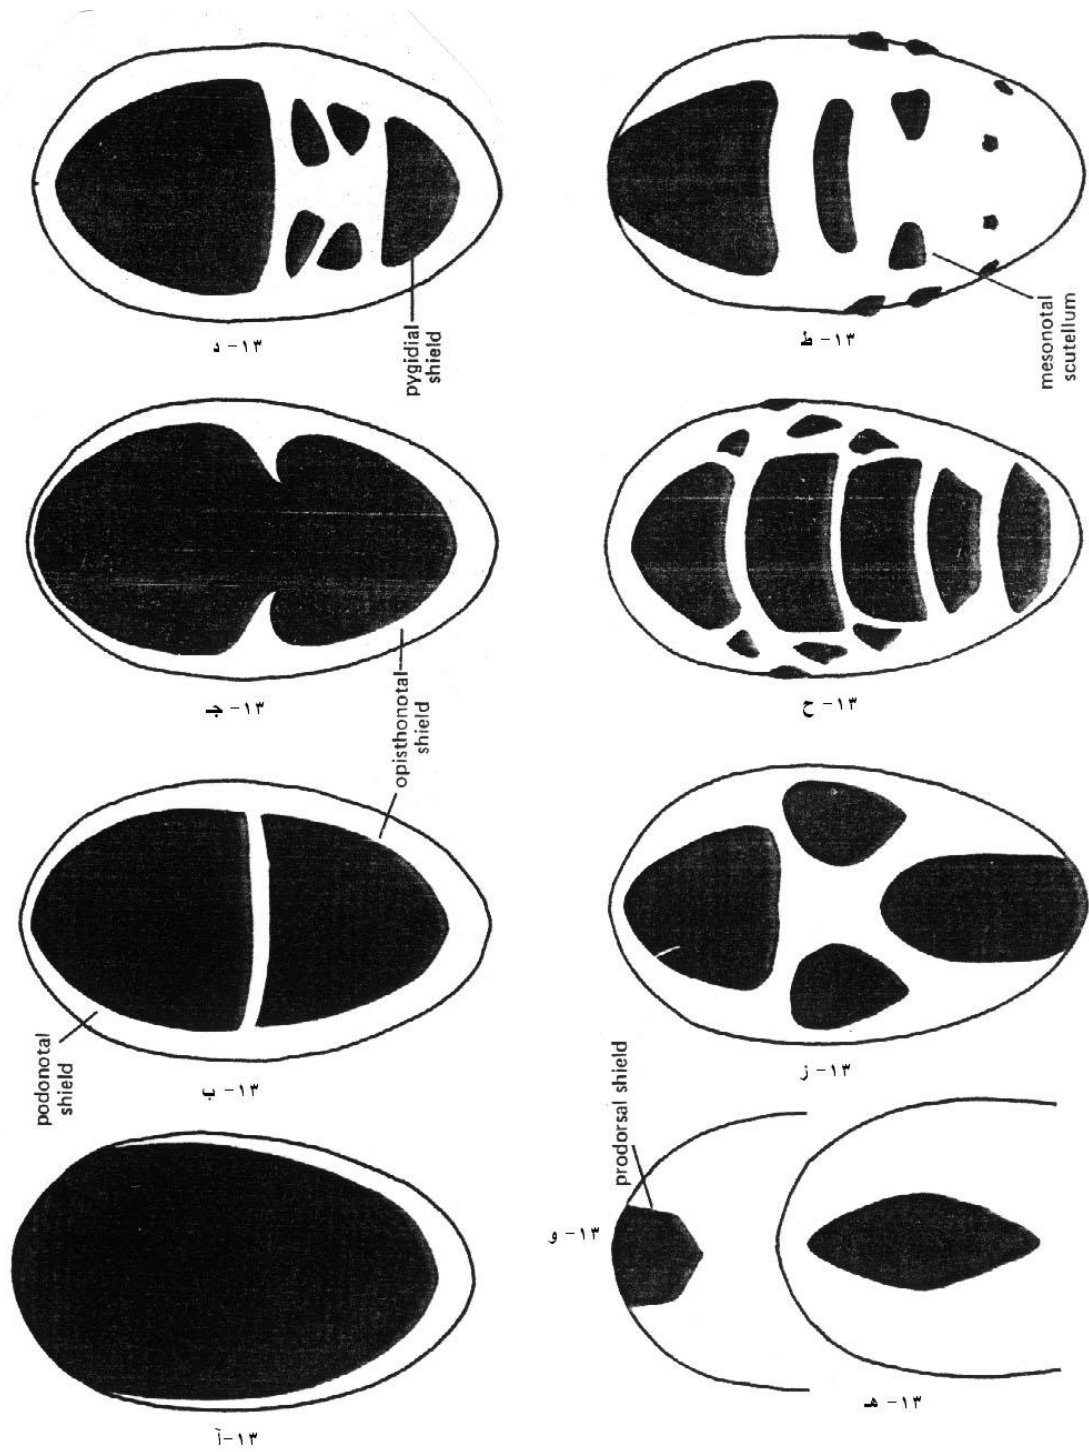 ۱۳- د
pygidial
shield
۱۳- ط
mesonotal
scutellum
۱۳- ج
opisthonotal
shield
۱۳- ح
۱۳- ب
podonotal
shield
۱۳- ز
prodorsal shield
۱۳- و
۱۳-آ
۱۳- هـ